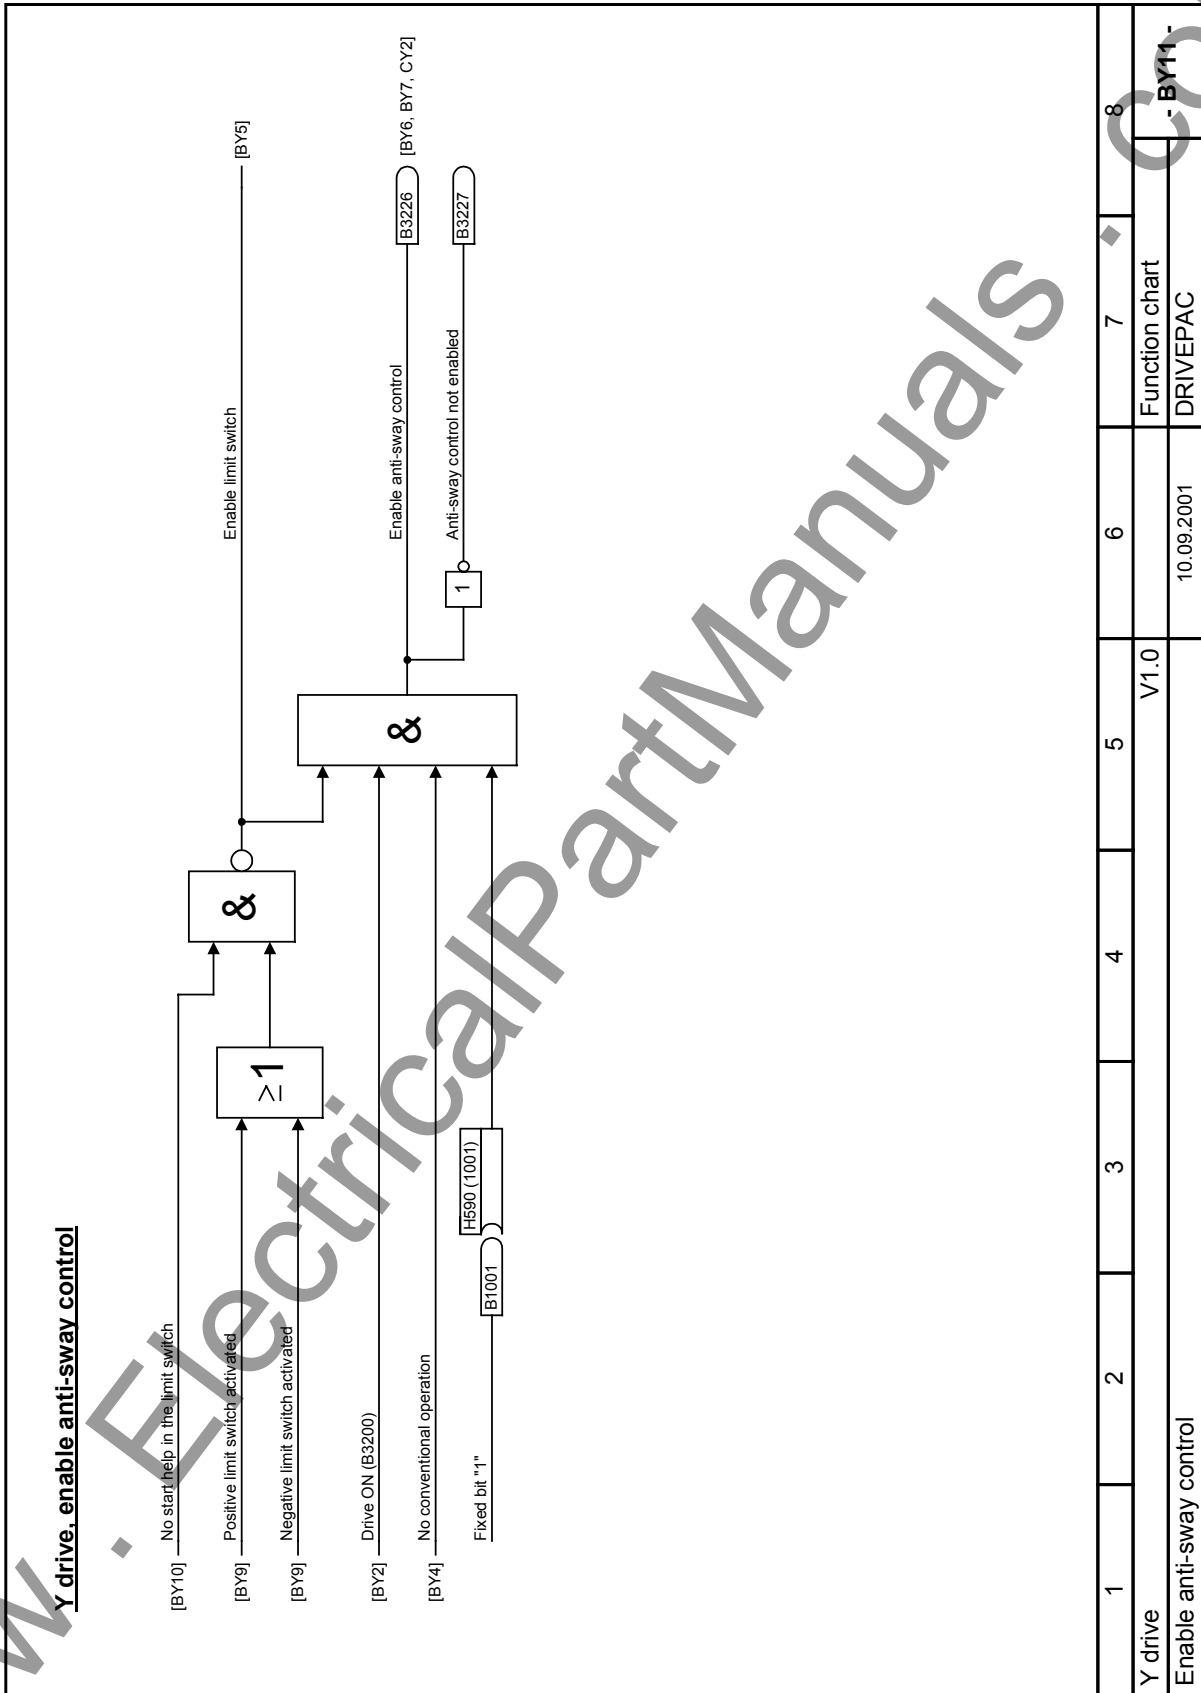 Y drive, enable anti-sway control
[BY10] No start help in the limit switch
[BY9] Positive limit switch activated
[BY9] Negative limit switch activated
≥1
&
Enable limit switch
[BY5]
[BY2] Drive ON (B3200)
[BY4] No conventional operation
Fixed bit "1"
B1001
H590 (1001)
&
Enable anti-sway control
B3226
[BY6, BY7, CY2]
1
Anti-sway control not enabled
B3227
1 2 3 4 5 6 7 8
Y drive V1.0 Function chart
- BY11 -
Enable anti-sway control 10.09.2001 DRIVEPAC
w . ElectricalPartManuals . co